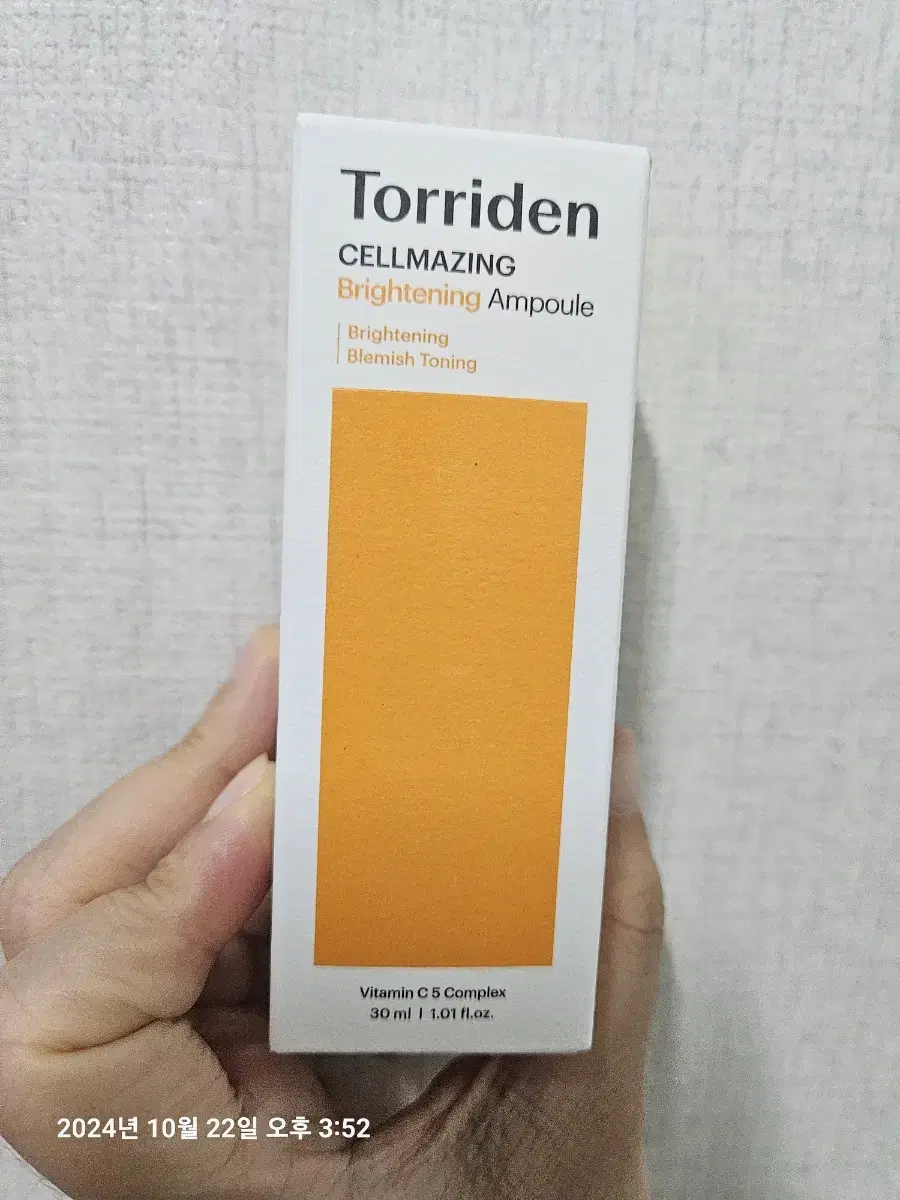 Torriden
CELLMAZING
Brightening Ampoule
Brightening
Blemish Toning
Vitamin C 5 Complex
30 ml | 1.01 fl.oz.
2024년 10월 22일 오후 3:52